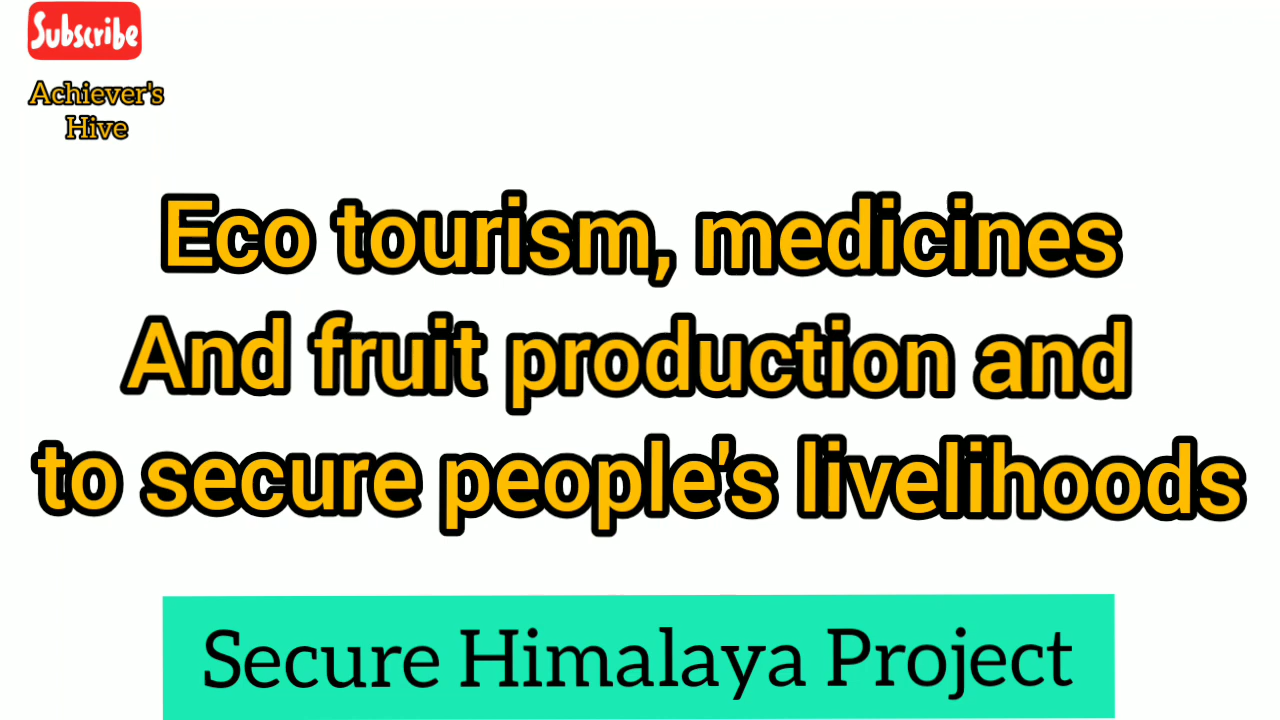 Subscribe
Achiever's
Hive
Eco tourism, medicines
And fruit production and
to secure people's livelihoods
Secure Himalaya Project